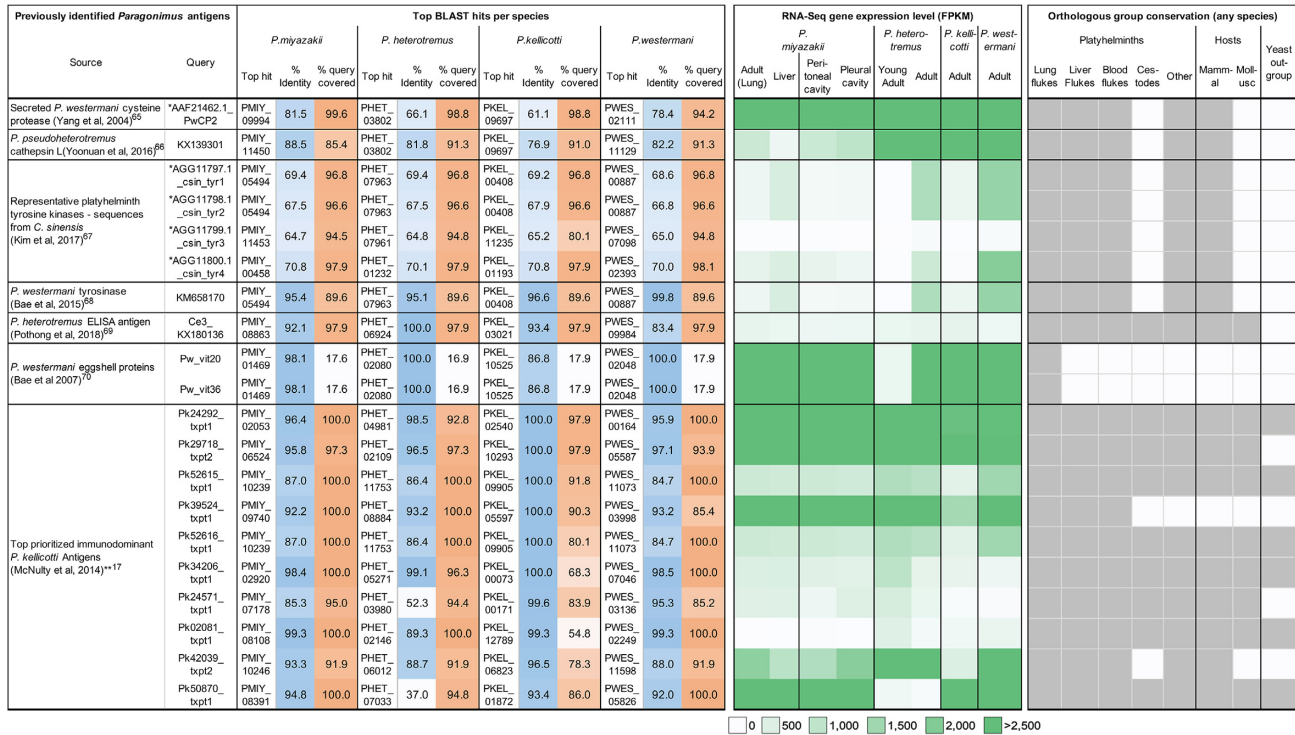 Previously identified Paragonimus antigens
Top BLAST hits per species
RNA-Seq gene expression level (FPKM)
Orthologous group conservation (any species)
Source
Query
P.miyazakii
P. heterotremus
P.kellicotti
P.westermani
Top hit
% Identity
% query covered
Top hit
% Identity
% query covered
Top hit
% Identity
% query covered
Top hit
% Identity
% query covered
P. miyazakii
P. hetero-tremus
P. kelli-cotti
P. west-ermani
Adult (Lung)
Liver
Peri-toneal cavity
Pleural cavity
Young Adult
Adult
Adult
Adult
Platyhelminths
Hosts
Yeast out-group
Lung flukes
Liver Flukes
Blood flukes
Ces-todes
Other
Mamm-al
Moll-usc
Secreted P. westermani cysteine protease (Yang et al, 2004)65
*AAF21462.1_PwCP2 PMIY_09994 81.5 99.6 PHET_03802 66.1 98.8 PKEL_09697 61.1 98.8 PWES_02111 78.4 94.2
P. pseudoheterotremus cathepsin L(Yoonuan et al, 2016)66
KX139301 PMIY_11450 88.5 85.4 PHET_03802 81.8 91.3 PKEL_09697 76.9 91.0 PWES_11129 82.2 91.3
Representative platyhelminth tyrosine kinases - sequences from C. sinensis (Kim et al, 2017)67
*AGG11797.1_csin_tyr1 PMIY_05494 69.4 96.8 PHET_07963 69.4 96.8 PKEL_00408 69.2 96.8 PWES_00887 68.6 96.8
*AGG11798.1_csin_tyr2 PMIY_05494 67.5 96.6 PHET_07963 67.5 96.6 PKEL_00408 67.9 96.6 PWES_00887 66.8 96.6
*AGG11799.1_csin_tyr3 PMIY_11453 64.7 94.5 PHET_07961 64.8 94.8 PKEL_11235 65.2 80.1 PWES_07098 65.0 94.8
*AGG11800.1_csin_tyr4 PMIY_00458 70.8 97.9 PHET_01232 70.1 97.9 PKEL_01193 70.8 97.9 PWES_02393 70.0 98.1
P. westermani tyrosinase (Bae et al, 2015)68
KM658170 PMIY_05494 95.4 89.6 PHET_07963 95.1 89.6 PKEL_00408 96.6 89.6 PWES_00887 99.8 89.6
P. heterotremus ELISA antigen (Pothong et al, 2018)69
Ce3_KX180136 PMIY_08863 92.1 97.9 PHET_06924 100.0 97.9 PKEL_03021 93.4 97.9 PWES_09984 83.4 97.9
P. westermani eggshell proteins (Bae et al 2007)70
Pw_vit20 PMIY_01469 98.1 17.6 PHET_02080 100.0 16.9 PKEL_10525 86.8 17.9 PWES_02048 100.0 17.9
Pw_vit36 PMIY_01469 98.1 17.6 PHET_02080 100.0 16.9 PKEL_10525 86.8 17.9 PWES_02048 100.0 17.9
Top prioritized immunodominant P. kellicotti Antigens (McNulty et al, 2014)**17
Pk24292_txpt1 PMIY_02053 96.4 100.0 PHET_04981 98.5 92.8 PKEL_02540 100.0 97.9 PWES_00164 95.9 100.0
Pk29718_txpt2 PMIY_06524 95.8 97.3 PHET_02109 96.5 97.3 PKEL_10293 100.0 97.9 PWES_05587 97.1 93.9
Pk52615_txpt1 PMIY_10239 87.0 100.0 PHET_11753 86.4 100.0 PKEL_09905 100.0 91.8 PWES_11073 84.7 100.0
Pk39524_txpt1 PMIY_09740 92.2 100.0 PHET_08884 93.2 100.0 PKEL_05597 100.0 90.3 PWES_03998 93.2 85.4
Pk52616_txpt1 PMIY_10239 87.0 100.0 PHET_11753 86.4 100.0 PKEL_09905 100.0 80.1 PWES_11073 84.7 100.0
Pk34206_txpt1 PMIY_02920 98.4 100.0 PHET_05271 99.1 96.3 PKEL_00073 100.0 68.3 PWES_07046 98.5 100.0
Pk24571_txpt1 PMIY_07178 85.3 95.0 PHET_03980 52.3 94.4 PKEL_00171 99.6 83.9 PWES_03136 95.3 85.2
Pk02081_txpt1 PMIY_08108 99.3 100.0 PHET_02146 89.3 100.0 PKEL_12789 99.3 54.8 PWES_02249 99.3 100.0
Pk42039_txpt2 PMIY_10246 93.3 91.9 PHET_06012 88.7 91.9 PKEL_06823 96.5 78.3 PWES_11598 88.0 91.9
Pk50870_txpt1 PMIY_08391 94.8 100.0 PHET_07033 37.0 94.8 PKEL_01872 93.4 86.0 PWES_05826 92.0 100.0
0 500 1,000 1,500 2,000 >2,500